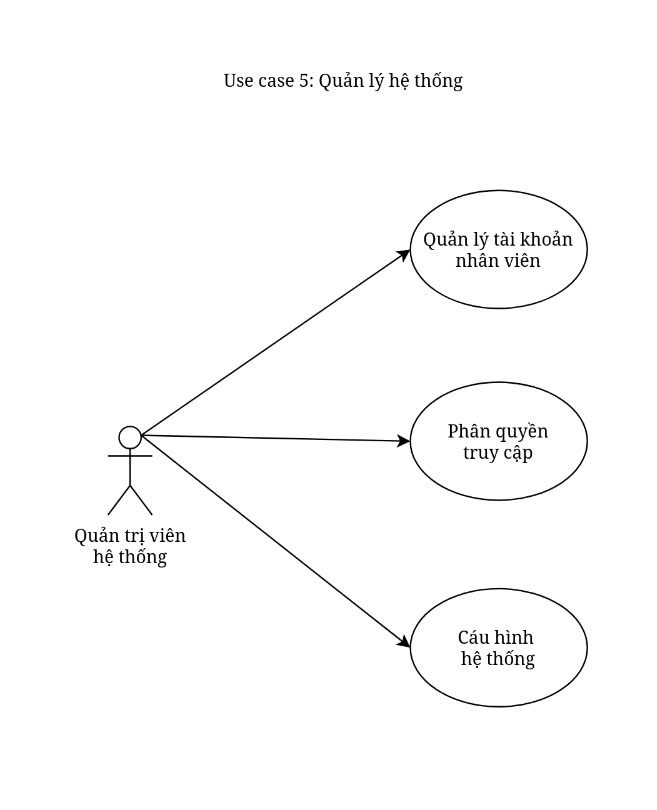 Use case 5: Quản lý hệ thống
Quản lý tài khoản
nhân viên
Phân quyền
truy cập
Quản trị viên
hệ thống
Cáu hình
hệ thống